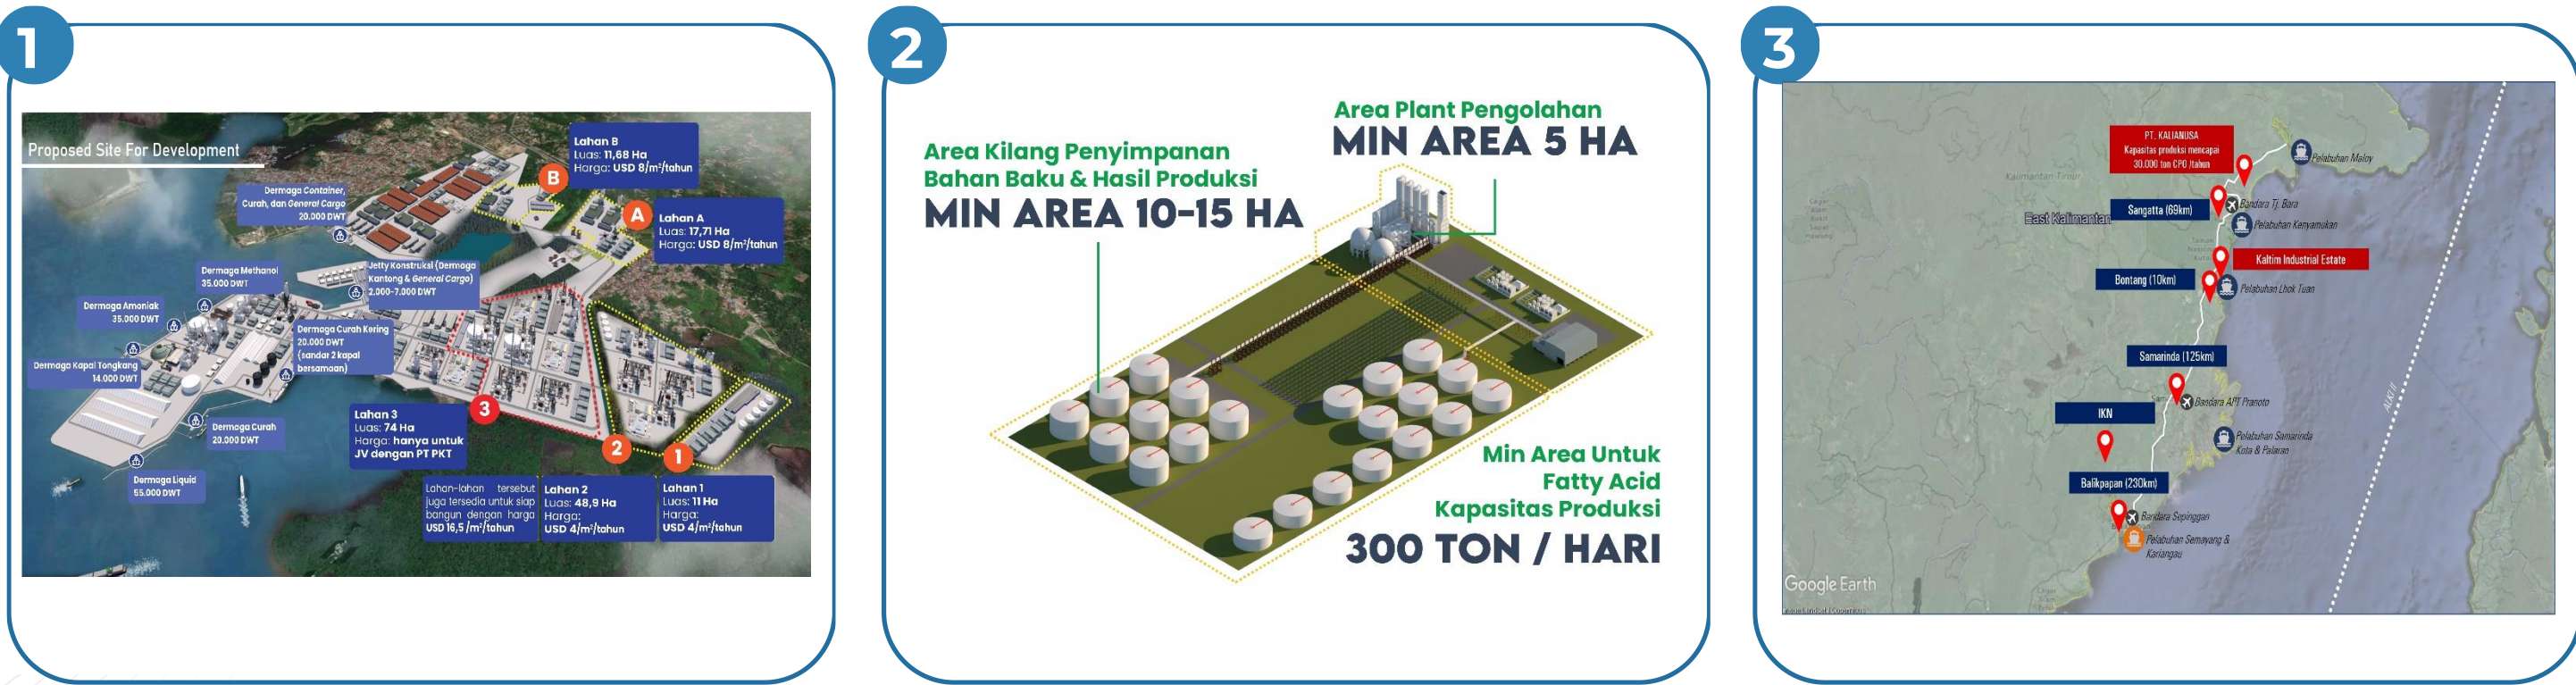 1
Proposed Site For Development
Lahan B
Luas: 11,68 Ha
Harga: USD 8/m²/tahun
B
Dermaga Container,
Curah, dan General Cargo
20.000 DWT
A
Lahan A
Luas: 17,71 Ha
Harga: USD 8/m²/tahun
Dermaga Methanol
35.000 DWT
Jetty Konstruksi (Dermaga
Kantong & General Cargo)
2.000-7.000 DWT
Dermaga Amoniak
35.000 DWT
Dermaga Curah Kering
20.000 DWT
(sandar 2 kapal
bersamaan)
Dermaga Kapal Tongkang
14.000 DWT
3
Lahan 3
Luas: 74 Ha
Harga: hanya untuk
JV dengan PT PKT
Dermaga Curah
20.000 DWT
2
1
Dermaga Liquid
55.000 DWT
Lahan-lahan tersebut
juga tersedia untuk siap
bangun dengan harga
USD 16,5 /m²/tahun
Lahan 2
Luas: 48,9 Ha
Harga:
USD 4/m²/tahun
Lahan 1
Luas: 11 Ha
Harga:
USD 4/m²/tahun
2
Area Plant Pengolahan
MIN AREA 5 HA
Area Kilang Penyimpanan
Bahan Baku & Hasil Produksi
MIN AREA 10-15 HA
Min Area Untuk
Fatty Acid
Kapasitas Produksi
300 TON / HARI
3
PT. KALIANUSA
Kapasitas produksi mencapai
30.000 ton CPO /tahun
Pelabuhan Maloy
Kalimantan Timur
Sangatta (69km)
Bandara Tj. Bara
East Kalimantan
Pelabuhan Kenyamukan
Kaltim Industrial Estate
Bontang (10km)
Pelabuhan Lhok Tuan
Samarinda (125km)
Bandara APT Pranoto
ALKI II
IKN
Pelabuhan Samarinda
Kota & Palaran
Balikpapan (230km)
Bandara Sepinggan
Pelabuhan Semayang &
Kariangau
Google Earth